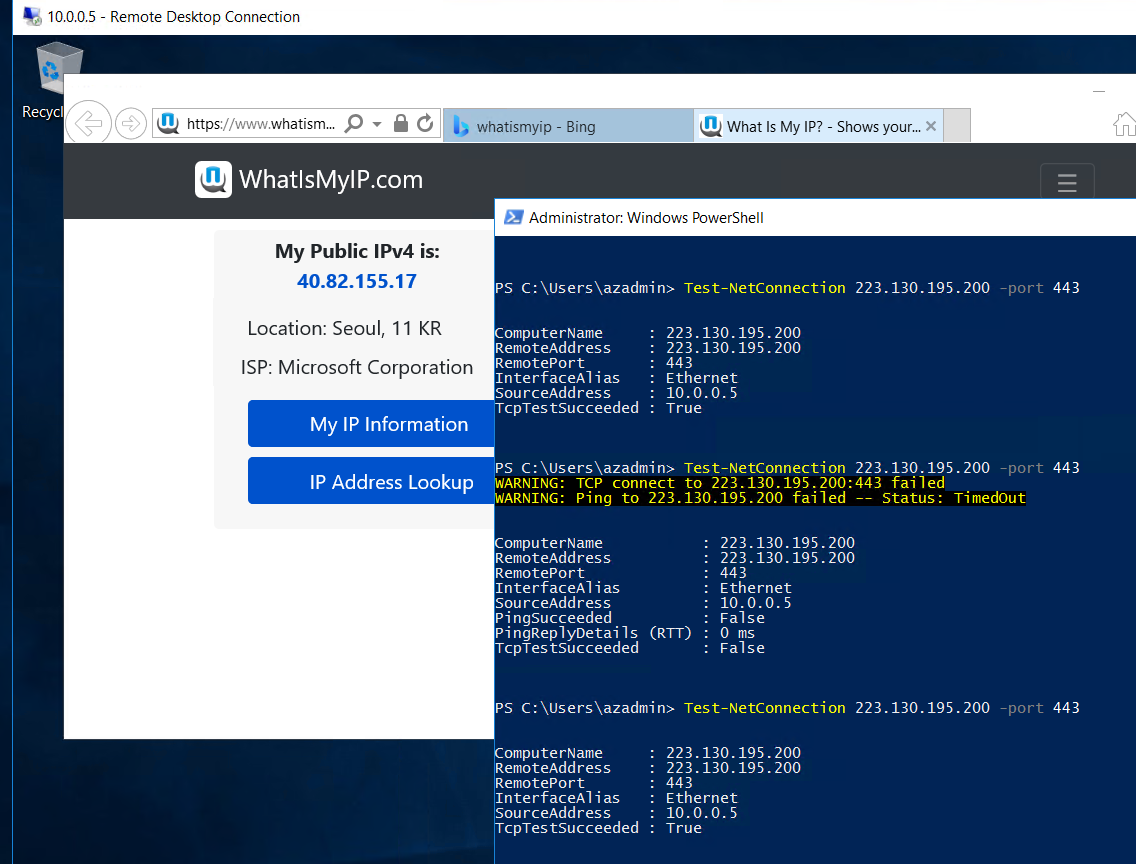 10.0.0.5 - Remote Desktop Connection
Recycl
https://www.whatism...
whatismyip - Bing
What Is My IP? - Shows your...
WhatIsMyIP.com
My Public IPv4 is:
40.82.155.17
Location: Seoul, 11 KR
ISP: Microsoft Corporation
My IP Information
IP Address Lookup
Administrator: Windows PowerShell
PS C:\Users\azadmin> Test-NetConnection 223.130.195.200 -port 443
ComputerName     : 223.130.195.200
RemoteAddress    : 223.130.195.200
RemotePort       : 443
InterfaceAlias   : Ethernet
SourceAddress    : 10.0.0.5
TcpTestSucceeded : True
PS C:\Users\azadmin> Test-NetConnection 223.130.195.200 -port 443
WARNING: TCP connect to 223.130.195.200:443 failed
WARNING: Ping to 223.130.195.200 failed -- Status: TimedOut
ComputerName           : 223.130.195.200
RemoteAddress          : 223.130.195.200
RemotePort             : 443
InterfaceAlias         : Ethernet
SourceAddress          : 10.0.0.5
PingSucceeded          : False
PingReplyDetails (RTT) : 0 ms
TcpTestSucceeded       : False
PS C:\Users\azadmin> Test-NetConnection 223.130.195.200 -port 443
ComputerName     : 223.130.195.200
RemoteAddress    : 223.130.195.200
RemotePort       : 443
InterfaceAlias   : Ethernet
SourceAddress    : 10.0.0.5
TcpTestSucceeded : True